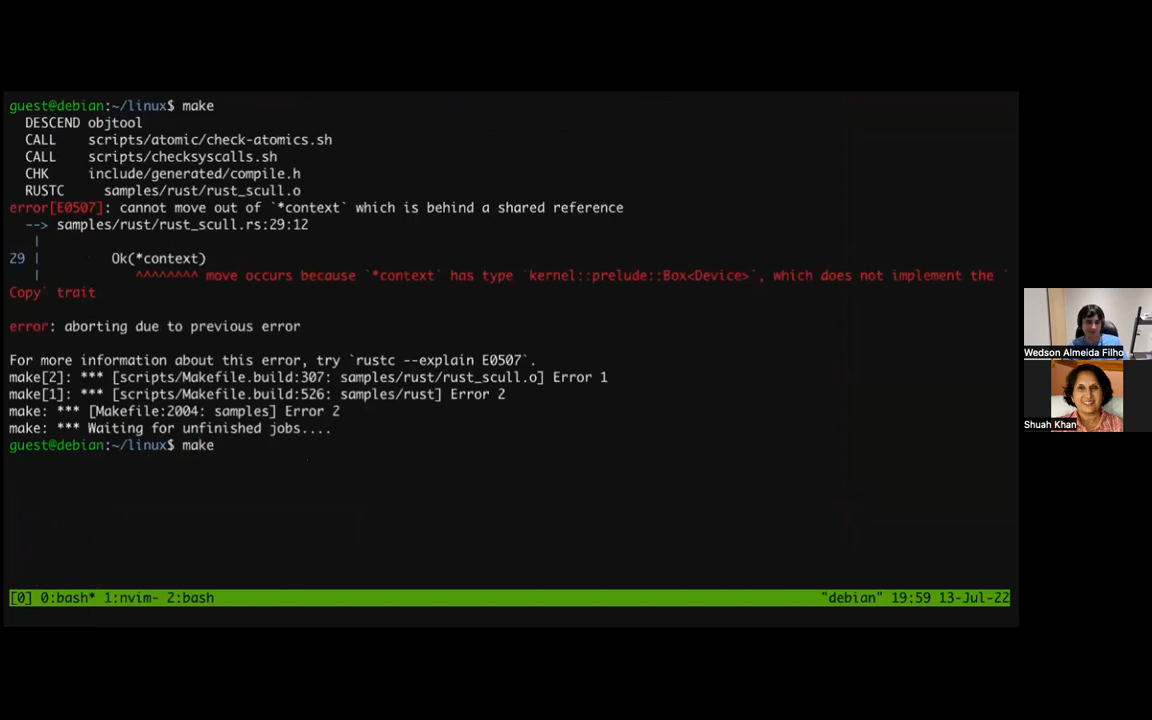 guest@debian:~/linux$ make
DESCEND objtool
CALL scripts/atomic/check-atomics.sh
CALL scripts/checksyscalls.sh
CHK include/generated/compile.h
RUSTC samples/rust/rust_scull.o
error[E0507]: cannot move out of `*context` which is behind a shared reference
--> samples/rust/rust_scull.rs:29:12
|
29 | Ok(*context)
| ^^^^^^^^ move occurs because `*context` has type `kernel::prelude::Box<Device>`, which does not implement the `
Copy` trait
error: aborting due to previous error
For more information about this error, try `rustc --explain E0507`.
make[2]: *** [scripts/Makefile.build:307: samples/rust/rust_scull.o] Error 1
make[1]: *** [scripts/Makefile.build:526: samples/rust] Error 2
make: *** [Makefile:2004: samples] Error 2
make: *** Waiting for unfinished jobs....
guest@debian:~/linux$ make
[0] 0:bash* 1:nvim- 2:bash "debian" 19:59 13-Jul-22
Wedson Almeida Filho
Shuah Khan